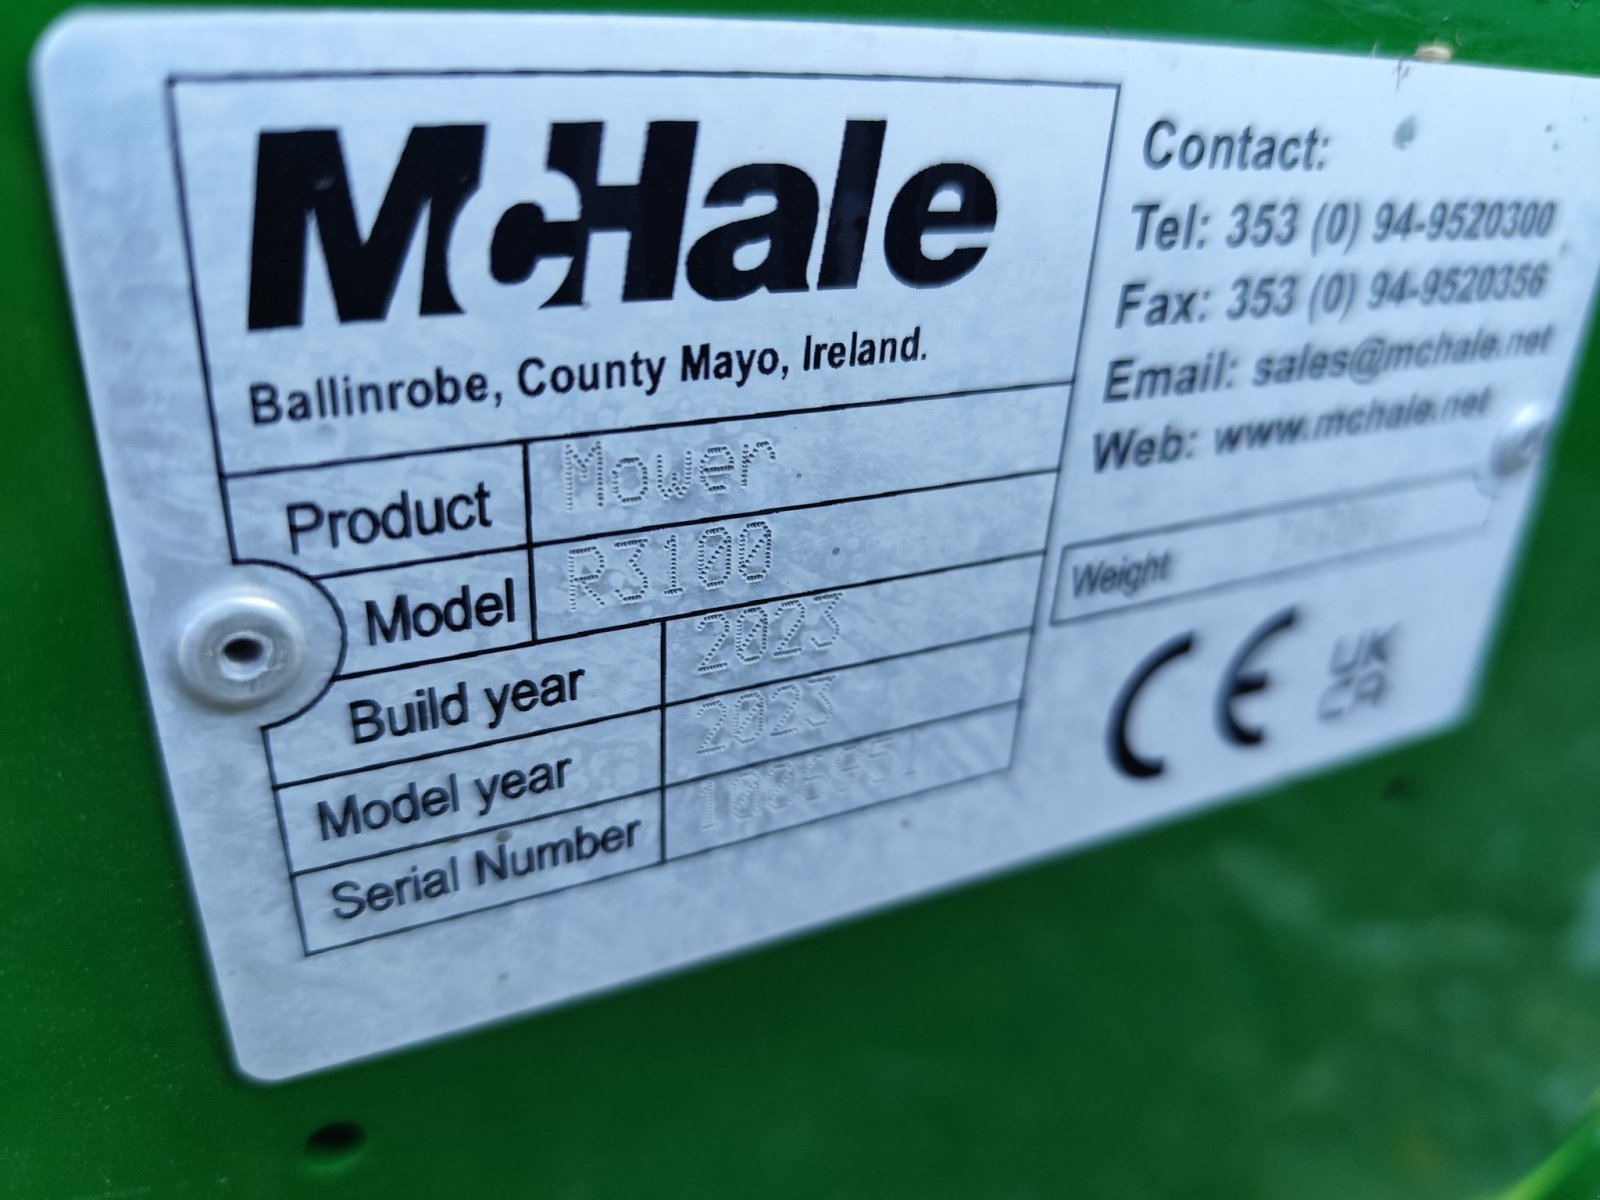 McHale
Ballinrobe, County Mayo, Ireland.
Product Mower
Model R3100
Build year 2023
Model year 2023
Serial Number
Contact:
Tel: 353 (0) 94-9520300
Fax: 353 (0) 94-9520356
Email: sales@mchale.net
Web: www.mchale.net
Weight
CE
UK
CA